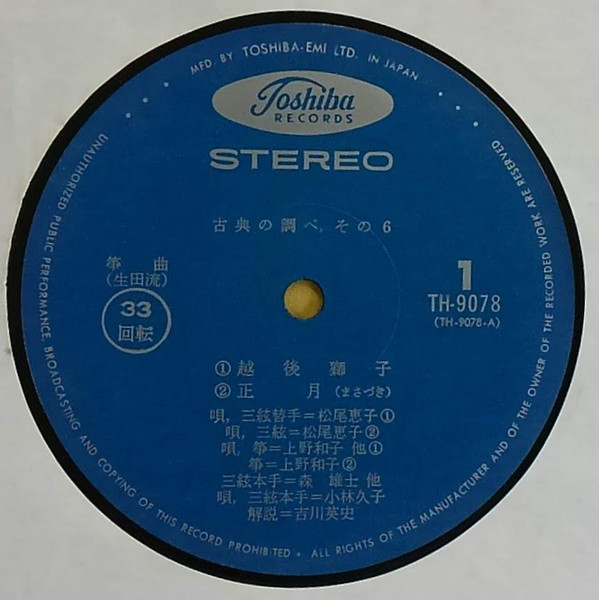 MFD. BY TOSHIBA-EMI LTD. IN JAPAN
Toshiba
RECORDS
STEREO
古典の調べ,その6
箏 曲
(生田流)
33
回転
1
TH-9078
(TH-9078-A)
①越後獅子
②正 月(まさづき)
唄,三絃替手=松尾恵子①
唄,三絃=松尾恵子②
唄,箏=上野和子 他①
箏=上野和子②
三絃本手=森 雄士 他
唄,三絃本手=小林久子
解説=吉川英史
UNAUTHORIZED PUBLIC PERFORMANCE, BROADCASTING AND COPYING OF THIS RECORD PROHIBITED • ALL RIGHTS OF THE MANUFACTURER AND OF THE OWNER OF THE RECORDED WORK ARE RESERVED